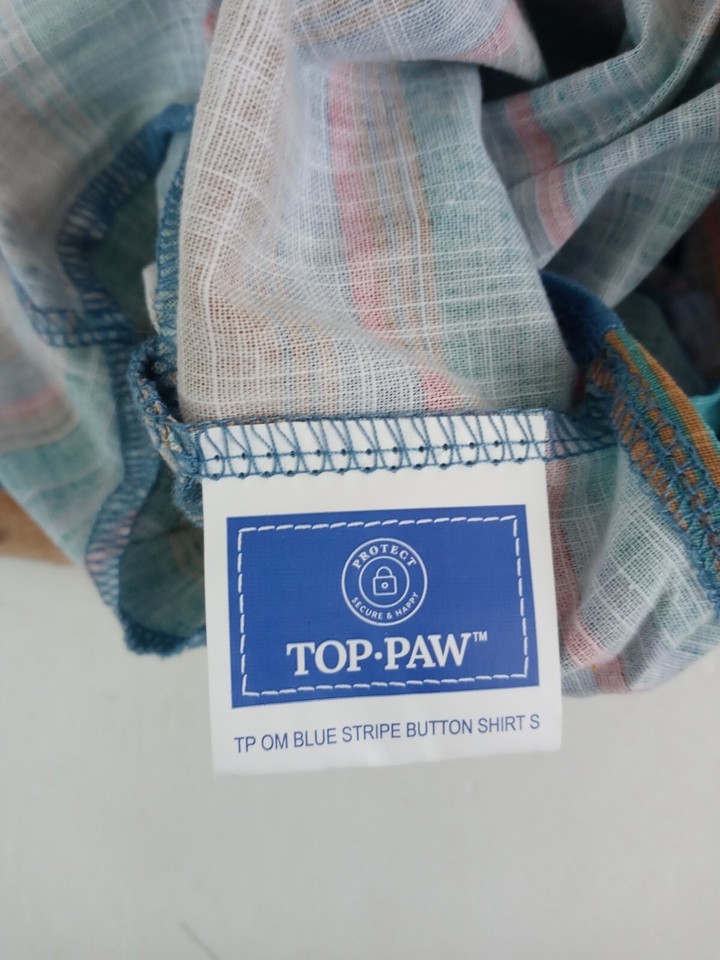 PROTECT
SECURE & HAPPY
TOP•PAW™
TP OM BLUE STRIPE BUTTON SHIRT S